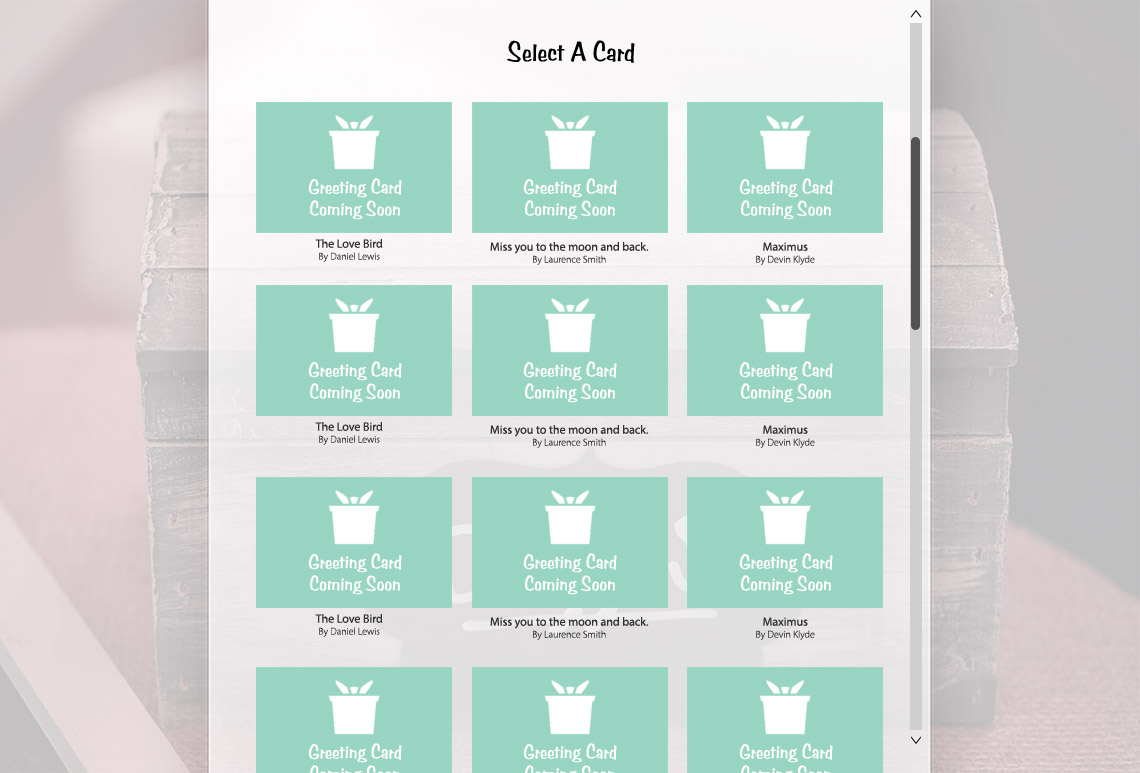 Select A Card
Greeting Card
Coming Soon
Greeting Card
Coming Soon
Greeting Card
Coming Soon
The Love Bird
By Daniel Lewis
Miss you to the moon and back.
By Laurence Smith
Maximus
By Devin Klyde
Greeting Card
Coming Soon
Greeting Card
Coming Soon
Greeting Card
Coming Soon
The Love Bird
By Daniel Lewis
Miss you to the moon and back.
By Laurence Smith
Maximus
By Devin Klyde
Greeting Card
Coming Soon
Greeting Card
Coming Soon
Greeting Card
Coming Soon
The Love Bird
By Daniel Lewis
Miss you to the moon and back.
By Laurence Smith
Maximus
By Devin Klyde
Greeting Card
Greeting Card
Greeting Card